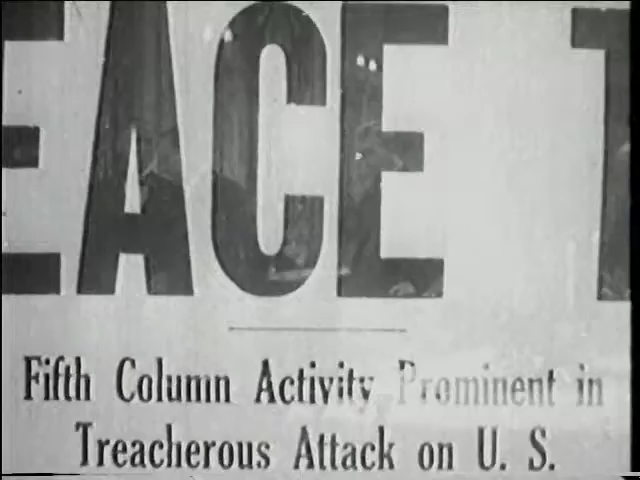 EACE T
Fifth Column Activity Prominent in
Treacherous Attack on U. S.